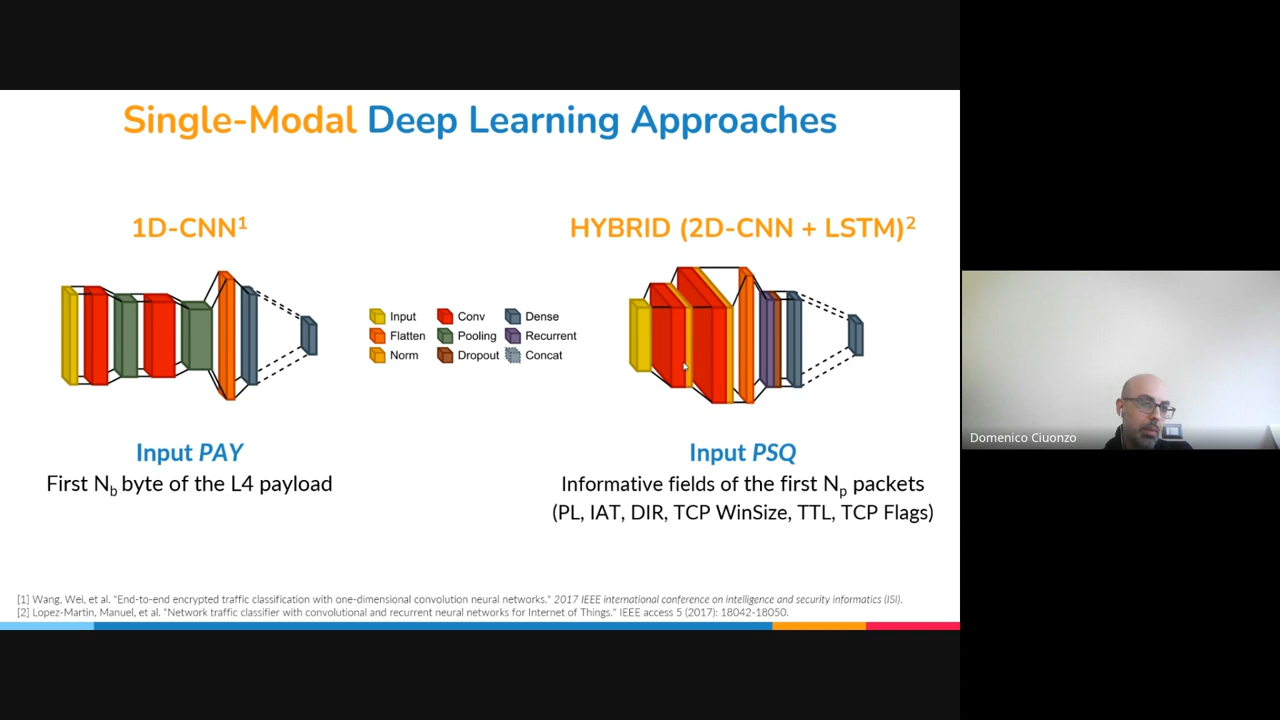 Single-Modal Deep Learning Approaches
1D-CNN1
HYBRID (2D-CNN + LSTM)2
Input
Conv
Dense
Flatten
Pooling
Recurrent
Norm
Dropout
Concat
Input PAY
First Nb byte of the L4 payload
Input PSQ
Informative fields of the first Np packets
(PL, IAT, DIR, TCP WinSize, TTL, TCP Flags)
Domenico Ciuonzo
[1] Wang, Wei, et al. "End-to-end encrypted traffic classification with one-dimensional convolution neural networks." 2017 IEEE international conference on intelligence and security informatics (ISI).
[2] Lopez-Martin, Manuel, et al. "Network traffic classifier with convolutional and recurrent neural networks for Internet of Things." IEEE access 5 (2017): 18042-18050.